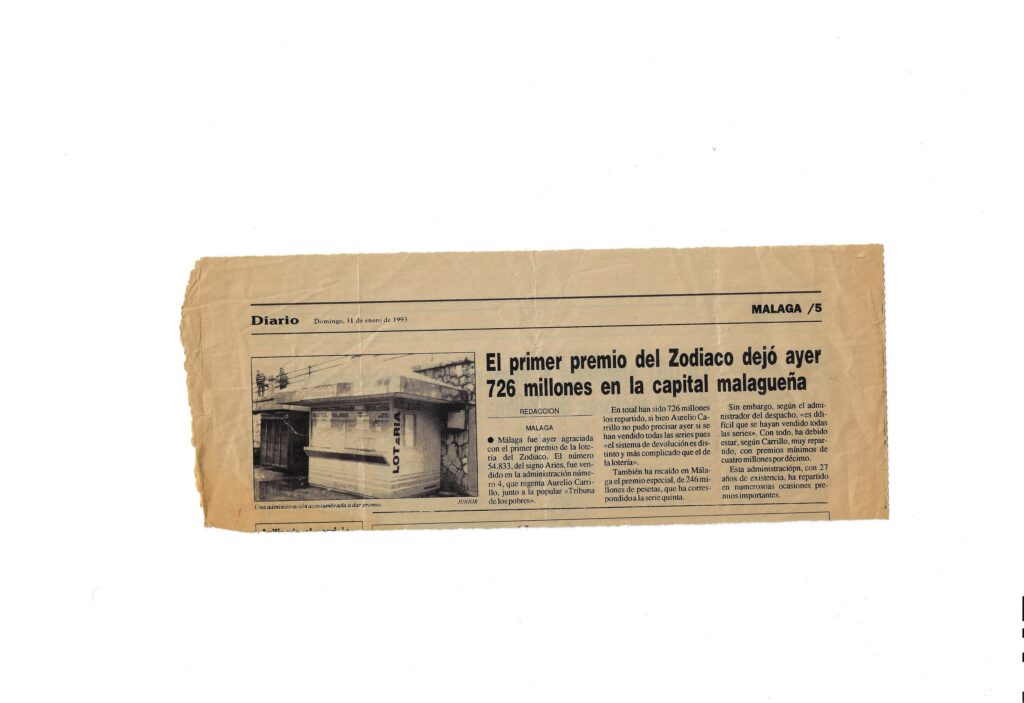 Diario Domingo, 31 de enero de 1993 MALAGA /5
El primer premio del Zodiaco dejó ayer
726 millones en la capital malagueña
LOTERIA
JUNIOR
Una administración acostumbrada a dar premio.
REDACCION
MALAGA
● Málaga fue ayer agraciada
con el primer premio de la lote-
ría del Zodiaco. El número
54.833, del signo Aries, fue ven-
dido en la administración núme-
ro 4, que regenta Aurelio Carri-
llo, junto a la popular «Tribuna
de los pobres».
En total han sido 726 millones
los repartido, si bien Aurelio Ca-
rrillo no pudo precisar ayer si se
han vendido todas las series pues
«el sistema de devolución es dis-
tinto y más complicado que el de
de la lotería».
También ha recaído en Mála-
ga el premio especial, de 246 mi-
llones de pesetas, que ha corres-
pondido a la serie quinta.
Sin embargo, según el admi-
nistrador del despacho, «es ddi-
fícil que se hayan vendido todas
las series». Con todo, ha debido
estar, según Carrillo, muy repar-
tido, con premios mínimos de
cuatro millones por décimo.
Esta administraciópn, con 27
años de existencia, ha repartido
en numerosoas ocasiones pre-
mios importantes.